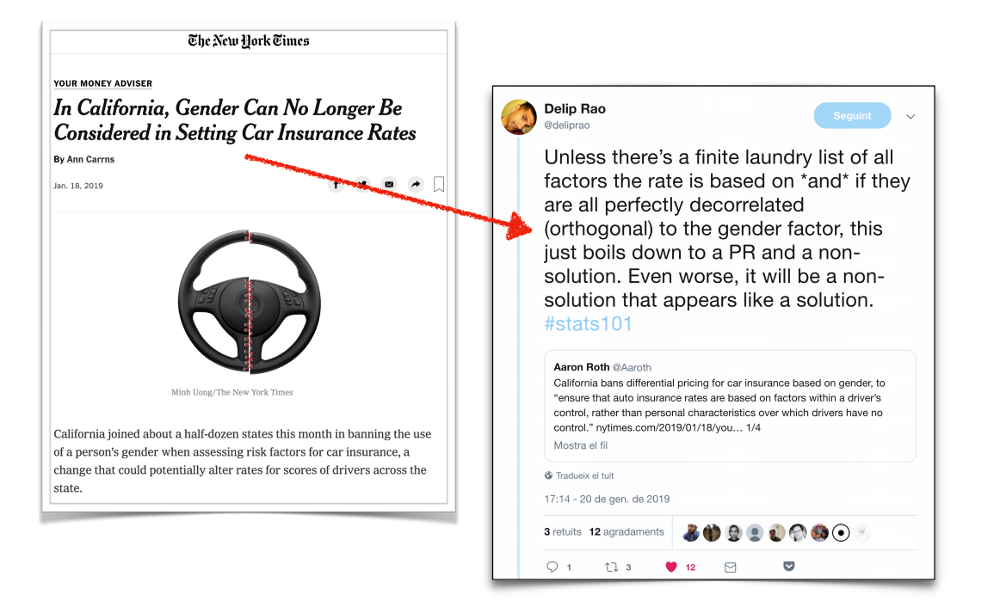 The New York Times
YOUR MONEY ADVISER
In California, Gender Can No Longer Be
Considered in Setting Car Insurance Rates
By Ann Carrns
Jan. 18, 2019
Minh Uong/The New York Times
California joined about a half-dozen states this month in banning the use
of a person's gender when assessing risk factors for car insurance, a
change that could potentially alter rates for scores of drivers across the
state.
Delip Rao
@deliprao
Seguint
Unless there's a finite laundry list of all
factors the rate is based on *and* if they
are all perfectly decorrelated
(orthogonal) to the gender factor, this
just boils down to a PR and a non-
solution. Even worse, it will be a non-
solution that appears like a solution.
#stats101
Aaron Roth @Aaroth
California bans differential pricing for car insurance based on gender, to
“ensure that auto insurance rates are based on factors within a driver's
control, rather than personal characteristics over which drivers have no
control.” nytimes.com/2019/01/18/you… 1/4
Mostra el fil
Tradueix el tuit
17:14 - 20 de gen. de 2019
3 retuits 12 agradaments
1 3 12